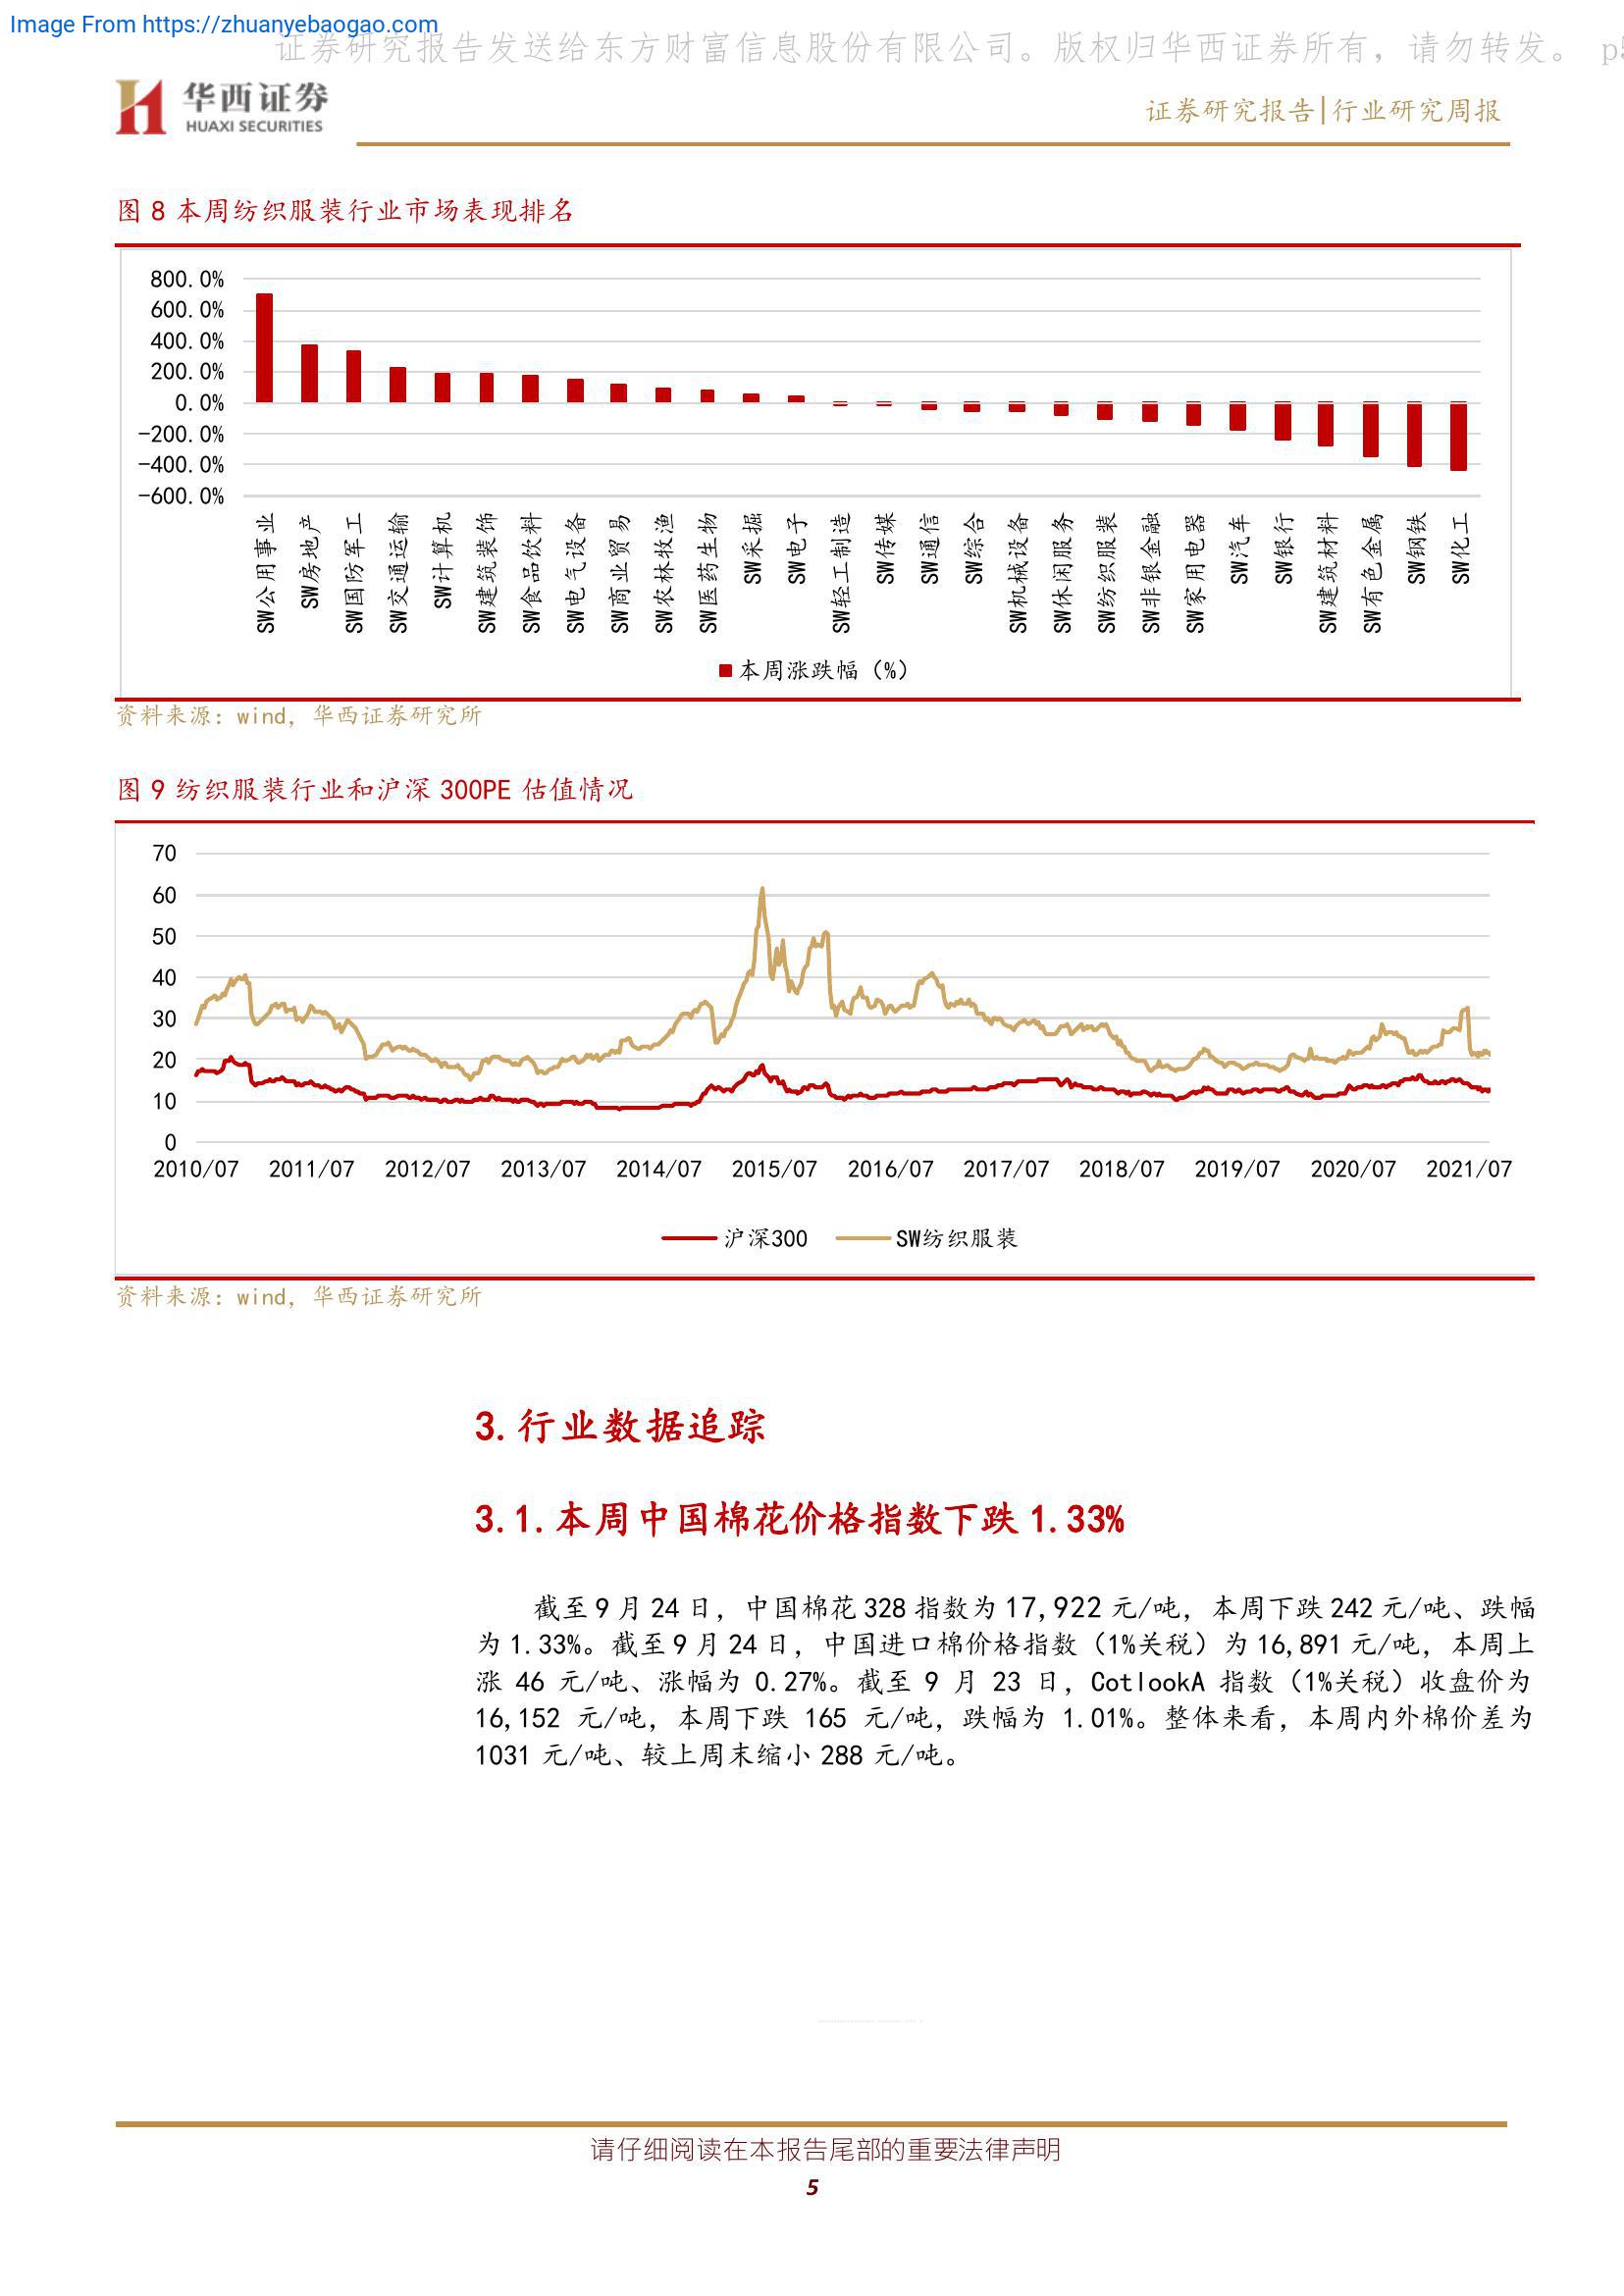 Image From https://zhuanyebaogao.com
证券研究报告发送给东方财富信息股份有限公司。版权归华西证券所有，请勿转发。 p5
华西证券
HUAXI SECURITIES
证券研究报告|行业研究周报
图 8 本周纺织服装行业市场表现排名
800.0%
600.0%
400.0%
200.0%
0.0%
-200.0%
-400.0%
-600.0%
SW公用事业
SW房地产
SW国防军工
SW交通运输
SW计算机
SW建筑装饰
SW食品饮料
SW电气设备
SW商业贸易
SW农林牧渔
SW医药生物
SW采掘
SW电子
SW轻工制造
SW传媒
SW通信
SW综合
SW机械设备
SW休闲服务
SW纺织服装
SW非银金融
SW家用电器
SW汽车
SW银行
SW建筑材料
SW有色金属
SW钢铁
SW化工
本周涨跌幅（%）
资料来源：wind，华西证券研究所
图 9 纺织服装行业和沪深 300PE 估值情况
70
60
50
40
30
20
10
0
2010/07 2011/07 2012/07 2013/07 2014/07 2015/07 2016/07 2017/07 2018/07 2019/07 2020/07 2021/07
沪深300 SW纺织服装
资料来源：wind，华西证券研究所
3.行业数据追踪
3.1.本周中国棉花价格指数下跌 1.33%
截至 9 月 24 日，中国棉花 328 指数为 17,922 元/吨，本周下跌 242 元/吨、跌幅
为 1.33%。截至 9 月 24 日，中国进口棉价格指数（1%关税）为 16,891 元/吨，本周上
涨 46 元/吨、涨幅为 0.27%。截至 9 月 23 日，CotlookA 指数（1%关税）收盘价为
16,152 元/吨，本周下跌 165 元/吨，跌幅为 1.01%。整体来看，本周内外棉价差为
1031 元/吨、较上周末缩小 288 元/吨。
请仔细阅读在本报告尾部的重要法律声明
5